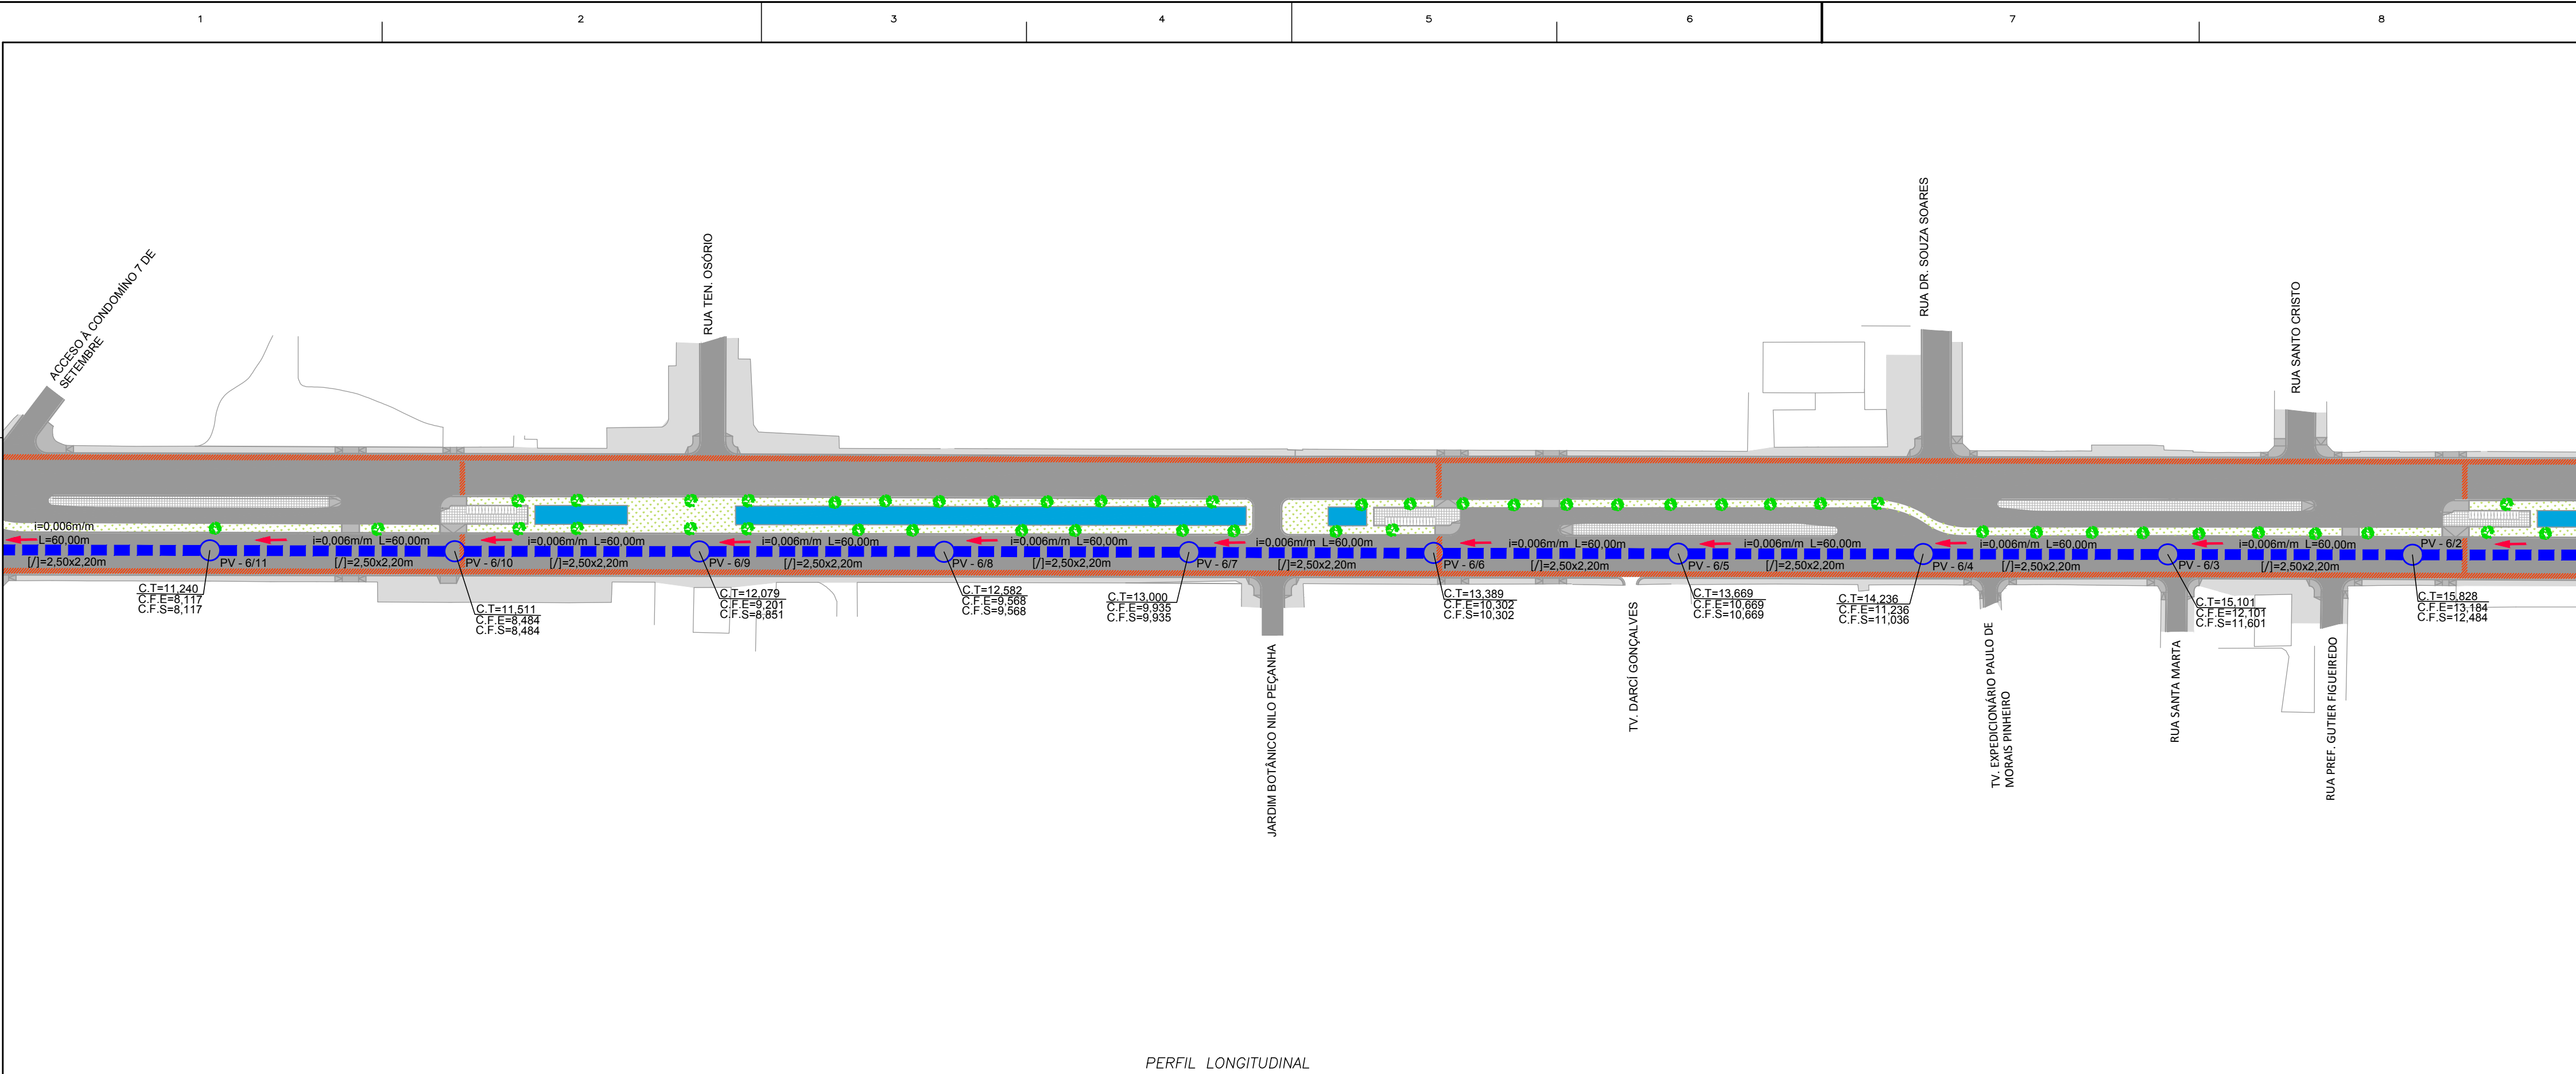 1 2 3 4 5 6 7 8
ACCESO À CONDOMÍNO 7 DE
SETEMBRE
RUA TEN. OSÓRIO
RUA DR. SOUZA SOARES
RUA SANTO CRISTO
i=0,006m/m
L=60,00m
[/]=2,50x2,20m
PV - 6/11
C.T=11,240
C.F.E=8,117
C.F.S=8,117
i=0,006m/m L=60,00m
[/]=2,50x2,20m
PV - 6/10
C.T=11,511
C.F.E=8,484
C.F.S=8,484
i=0,006m/m L=60,00m
[/]=2,50x2,20m
PV - 6/9
C.T=12,079
C.F.E=9,201
C.F.S=8,851
i=0,006m/m L=60,00m
[/]=2,50x2,20m
PV - 6/8
C.T=12,582
C.F.E=9,568
C.F.S=9,568
i=0,006m/m L=60,00m
[/]=2,50x2,20m
PV - 6/7
C.T=13,000
C.F.E=9,935
C.F.S=9,935
i=0,006m/m L=60,00m
[/]=2,50x2,20m
PV - 6/6
C.T=13,389
C.F.E=10,302
C.F.S=10,302
i=0,006m/m L=60,00m
[/]=2,50x2,20m
PV - 6/5
C.T=13,669
C.F.E=10,669
C.F.S=10,669
i=0,006m/m L=60,00m
[/]=2,50x2,20m
PV - 6/4
C.T=14,236
C.F.E=11,236
C.F.S=11,036
i=0,006m/m L=60,00m
[/]=2,50x2,20m
PV - 6/3
C.T=15,101
C.F.E=12,101
C.F.S=11,601
i=0,006m/m L=60,00m
[/]=2,50x2,20m
PV - 6/2
C.T=15,828
C.F.E=13,184
C.F.S=12,484
JARDIM BOTÂNICO NILO PEÇANHA
TV. DARCÍ GONÇALVES
TV. EXPEDICIONÁRIO PAULO DE
MORAIS PINHEIRO
RUA SANTA MARTA
RUA PREF. GUTIER FIGUEIREDO
PERFIL LONGITUDINAL